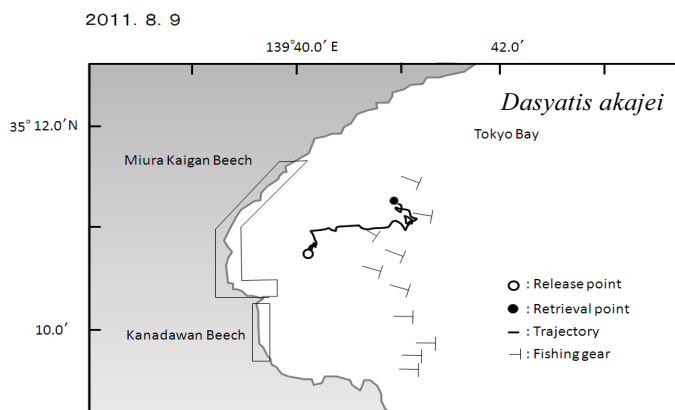 2011. 8. 9
139°40.0′ E
42.0′
Dasyatis akajei
35°12.0′N
Tokyo Bay
Miura Kaigan Beech
○ : Release point
● : Retrieval point
10.0′
Kanadawan Beech
: Trajectory
: Fishing gear